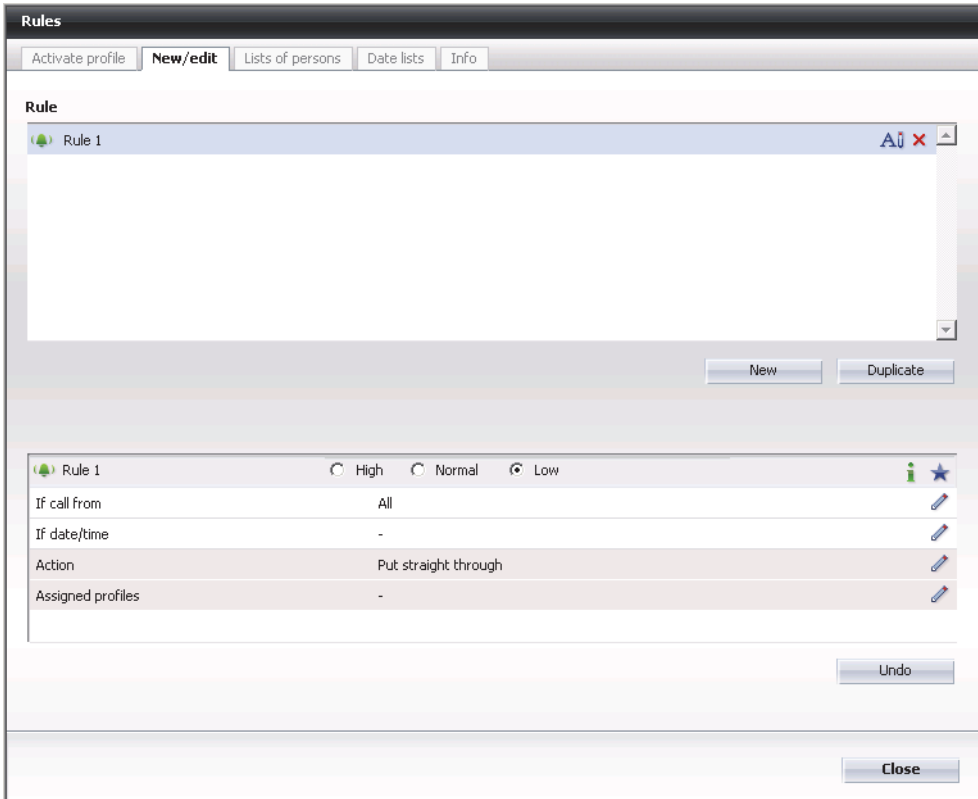 Rules
Activate profile New/edit Lists of persons Date lists Info
Rule
Rule 1
New Duplicate
Rule 1 High Normal Low
If call from All
If date/time -
Action Put straight through
Assigned profiles -
Undo
Close